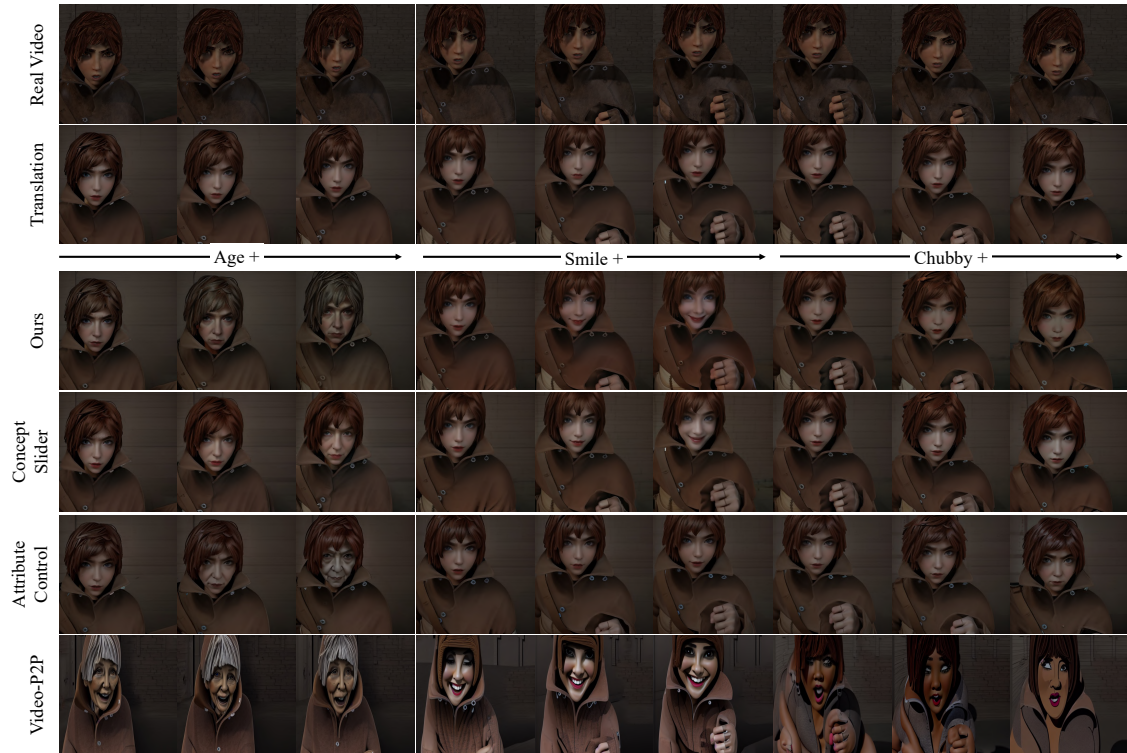 Real Video
Translation
Age +
Smile +
Chubby +
Ours
Concept
Slider
Attribute
Control
Video-P2P